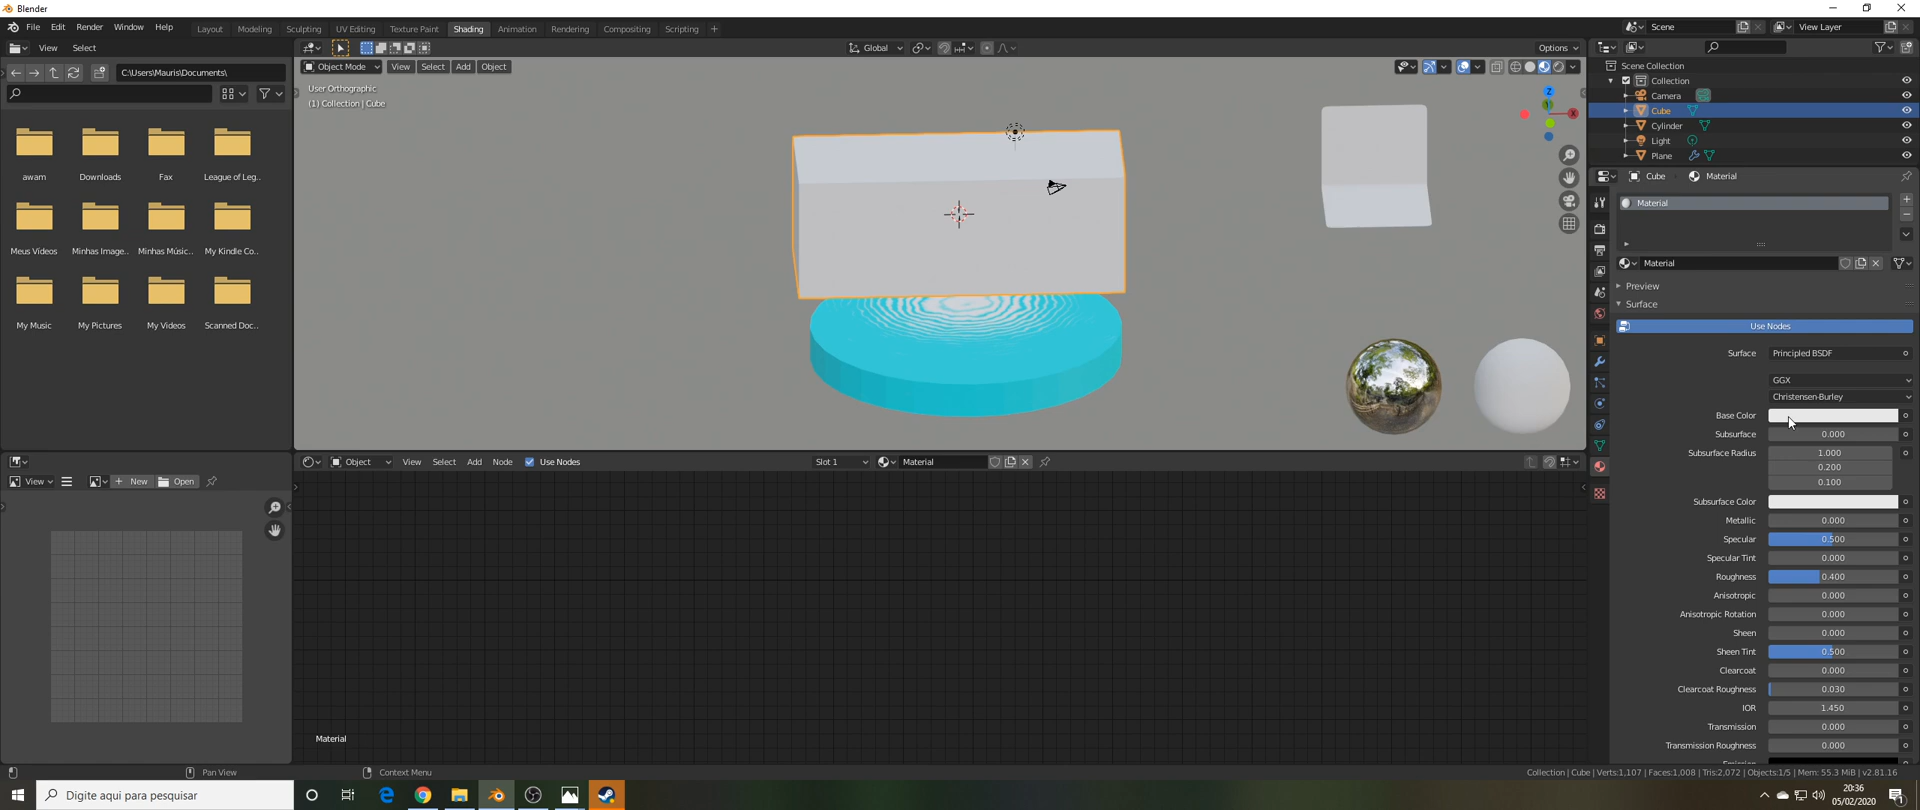 Blender
File Edit Render Window Help
Layout Modeling Sculpting UV Editing Texture Paint Shading Animation Rendering Compositing Scripting +
Scene View Layer
View Select
C:\Users\Mauris\Documents\
Global
Options
Object Mode View Select Add Object
User Orthographic
(1) Collection | Cube
Z
Y
X
awam Downloads Fax League of Leg..
Meus Vídeos Minhas Image.. Minhas Músic.. My Kindle Co..
My Music My Pictures My Videos Scanned Doc..
Scene Collection
Collection
Camera
Cube
Cylinder
Light
Plane
Cube Material
Material
Material
Preview
Surface
Use Nodes
Surface Principled BSDF
GGX
Christensen-Burley
Base Color
Subsurface 0.000
Subsurface Radius 1.000
0.200
0.100
Subsurface Color
Metallic 0.000
Specular 0.500
Specular Tint 0.000
Roughness 0.400
Anisotropic 0.000
Anisotropic Rotation 0.000
Sheen 0.000
Sheen Tint 0.500
Clearcoat 0.000
Clearcoat Roughness 0.030
IOR 1.450
Transmission 0.000
Transmission Roughness 0.000
View New Open
Object View Select Add Node Use Nodes Slot 1 Material
Material
Pan View Context Menu
Collection | Cube | Verts:1,107 | Faces:1,008 | Tris:2,072 | Objects:1/5 | Mem: 55.3 MiB | v2.81.16
Digite aqui para pesquisar
20:36
05/02/2020
1